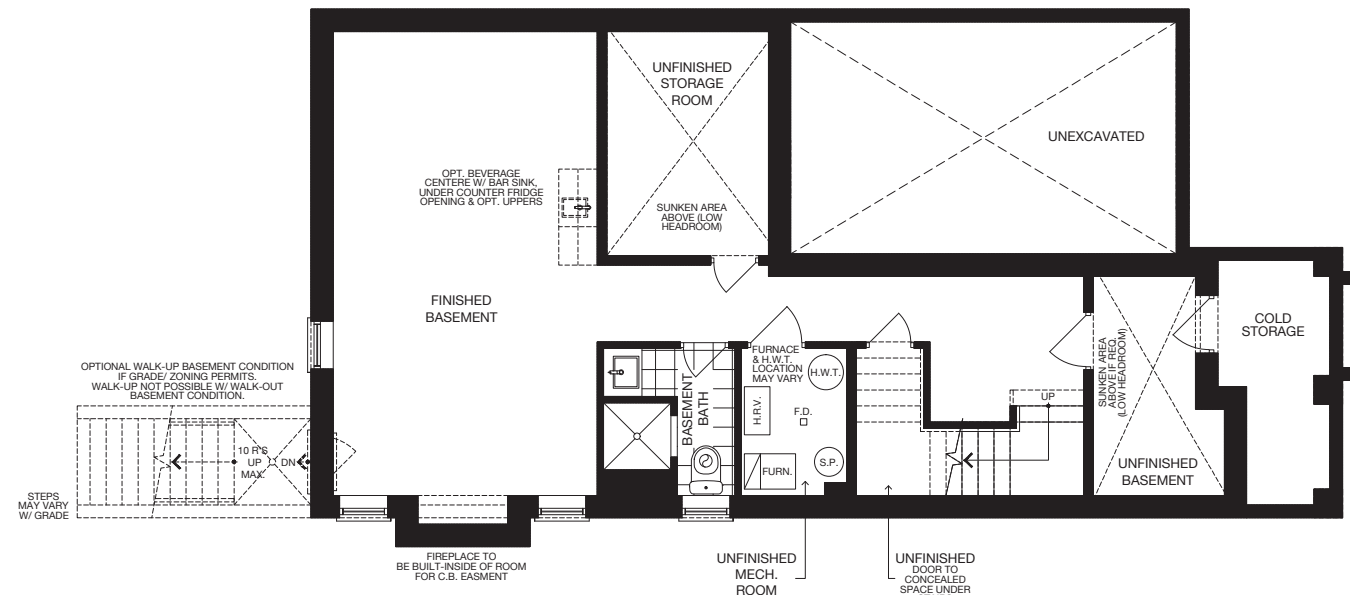 UNFINISHED
STORAGE
ROOM
SUNKEN AREA
ABOVE (LOW
HEADROOM)
UNEXCAVATED
OPT. BEVERAGE
CENTERE W/ BAR SINK,
UNDER COUNTER FRIDGE
OPENING & OPT. UPPERS
FINISHED
BASEMENT
COLD
STORAGE
OPTIONAL WALK-UP BASEMENT CONDITION
IF GRADE/ ZONING PERMITS.
WALK-UP NOT POSSIBLE W/ WALK-OUT
BASEMENT CONDITION.
10 R'S
UP
MAX.
DN
STEPS
MAY VARY
W/ GRADE
BASEMENT
BATH
FURNACE
& H.W.T.
LOCATION
MAY VARY
H.W.T.
H.R.V.
F.D.
S.P.
FURN.
UP
SUNKEN AREA
ABOVE IF REQ.
(LOW HEADROOM)
UNFINISHED
BASEMENT
FIREPLACE TO
BE BUILT-INSIDE OF ROOM
FOR C.B. EASMENT
UNFINISHED
MECH.
ROOM
UNFINISHED
DOOR TO
CONCEALED
SPACE UNDER